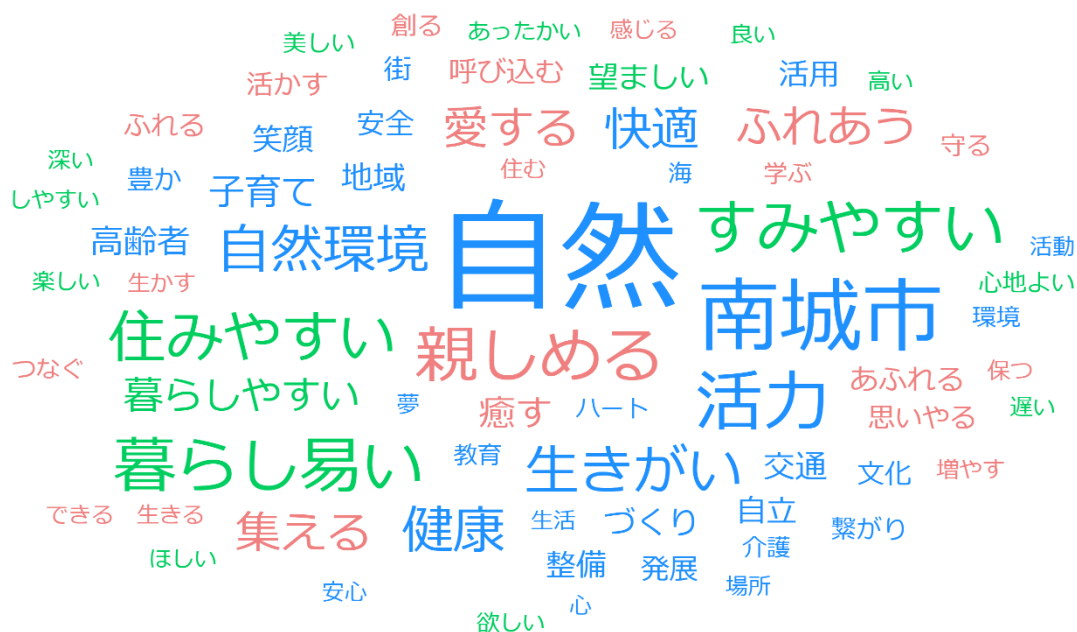 創る
あったかい
感じる
良い
美しい
街
呼び込む
望ましい
活用
高い
活かす
ふれる
笑顔
安全
愛する
快適
ふれあう
守る
深い
豊か
子育て
地域
住む
海
学ぶ
しやすい
高齢者
自然環境
自然
すみやすい
活動
楽しい
生かす
南城市
心地よい
環境
住みやすい
親しめる
つなぐ
暮らしやすい
夢
癒す
ハート
活力
あふれる
保つ
思いやる
遅い
暮らし易い
教育
生きがい
交通
文化
増やす
できる
生きる
集える
健康
生活
づくり
自立
繋がり
ほしい
整備
発展
介護
安心
心
場所
欲しい